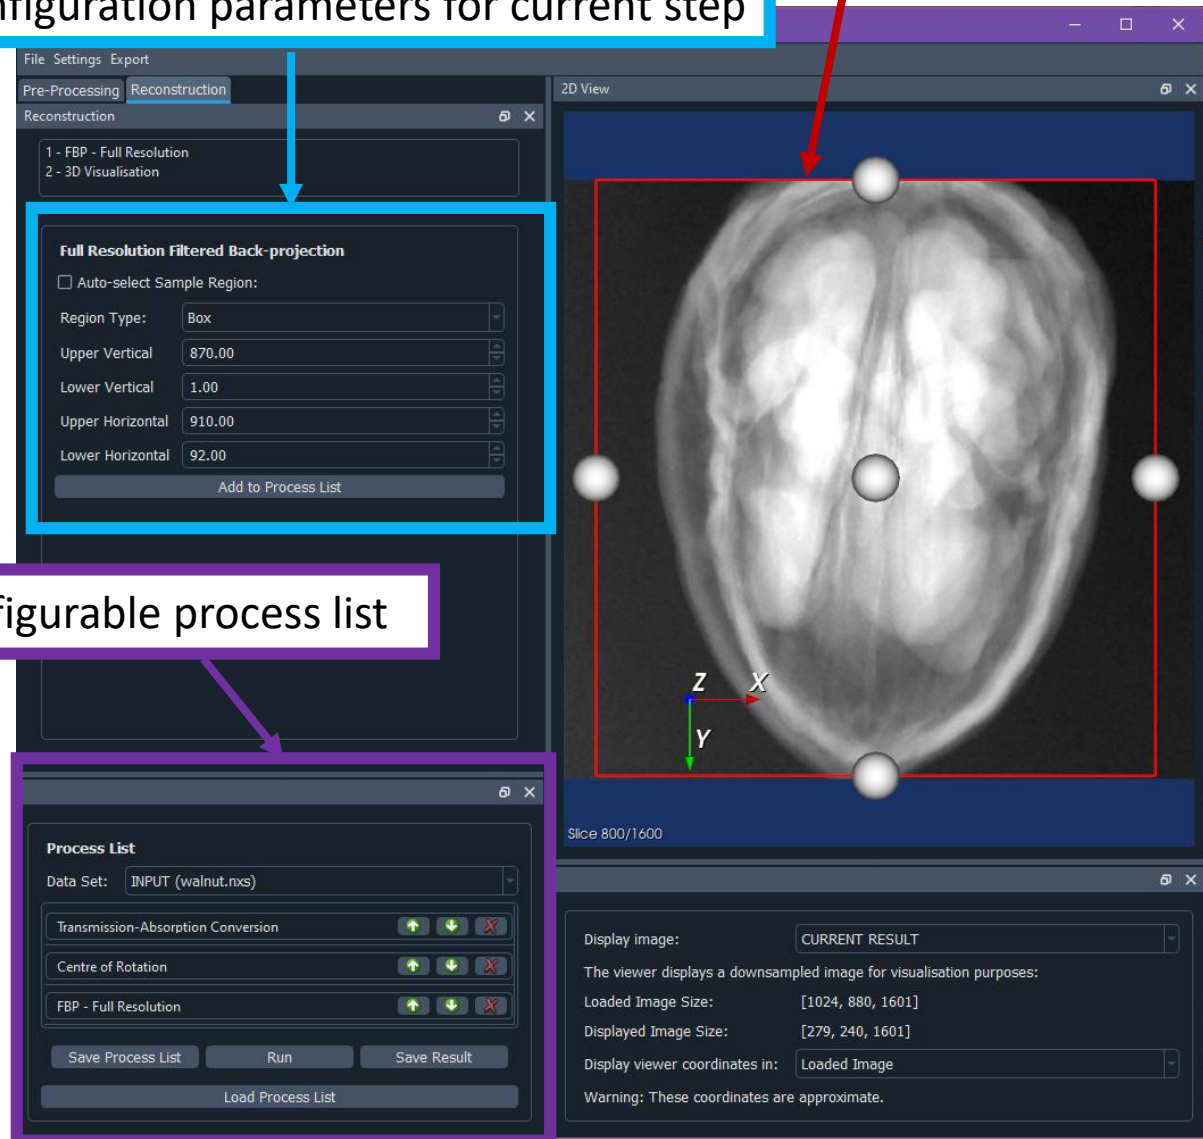 figuration parameters for current step
File Settings Export
Pre-Processing Reconstruction
2D View
Reconstruction
1 - FBP - Full Resolution
2 - 3D Visualisation
Full Resolution Filtered Back-projection
Auto-select Sample Region:
Region Type: Box
Upper Vertical 870.00
Lower Vertical 1.00
Upper Horizontal 910.00
Lower Horizontal 92.00
Add to Process List
figurable process list
Z X
Y
Slice 800/1600
Process List
Data Set: INPUT (walnut.nxs)
Transmission-Absorption Conversion
Centre of Rotation
FBP - Full Resolution
Save Process List Run Save Result
Load Process List
Display image: CURRENT RESULT
The viewer displays a downsampled image for visualisation purposes:
Loaded Image Size: [1024, 880, 1601]
Displayed Image Size: [279, 240, 1601]
Display viewer coordinates in: Loaded Image
Warning: These coordinates are approximate.